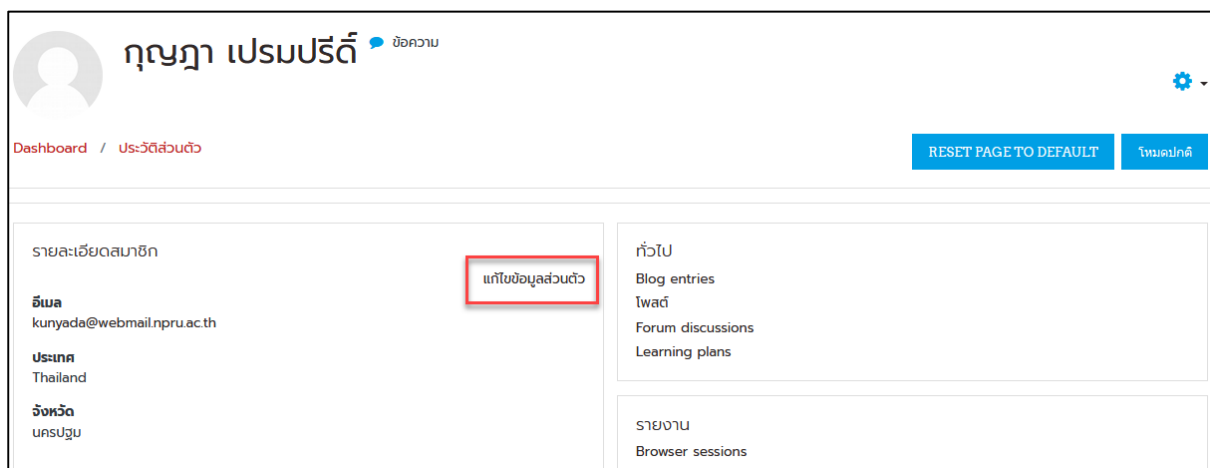 กุญฎา เปรมปรีดิ์ ข้อความ
Dashboard / ประวัติส่วนตัว
RESET PAGE TO DEFAULT
โหมดปกติ
รายละเอียดสมาชิก
แก้ไขข้อมูลส่วนตัว
อีเมล
kunyada@webmail.npru.ac.th
ประเทศ
Thailand
จังหวัด
นครปฐม
ทั่วไป
Blog entries
โพสต์
Forum discussions
Learning plans
รายงาน
Browser sessions